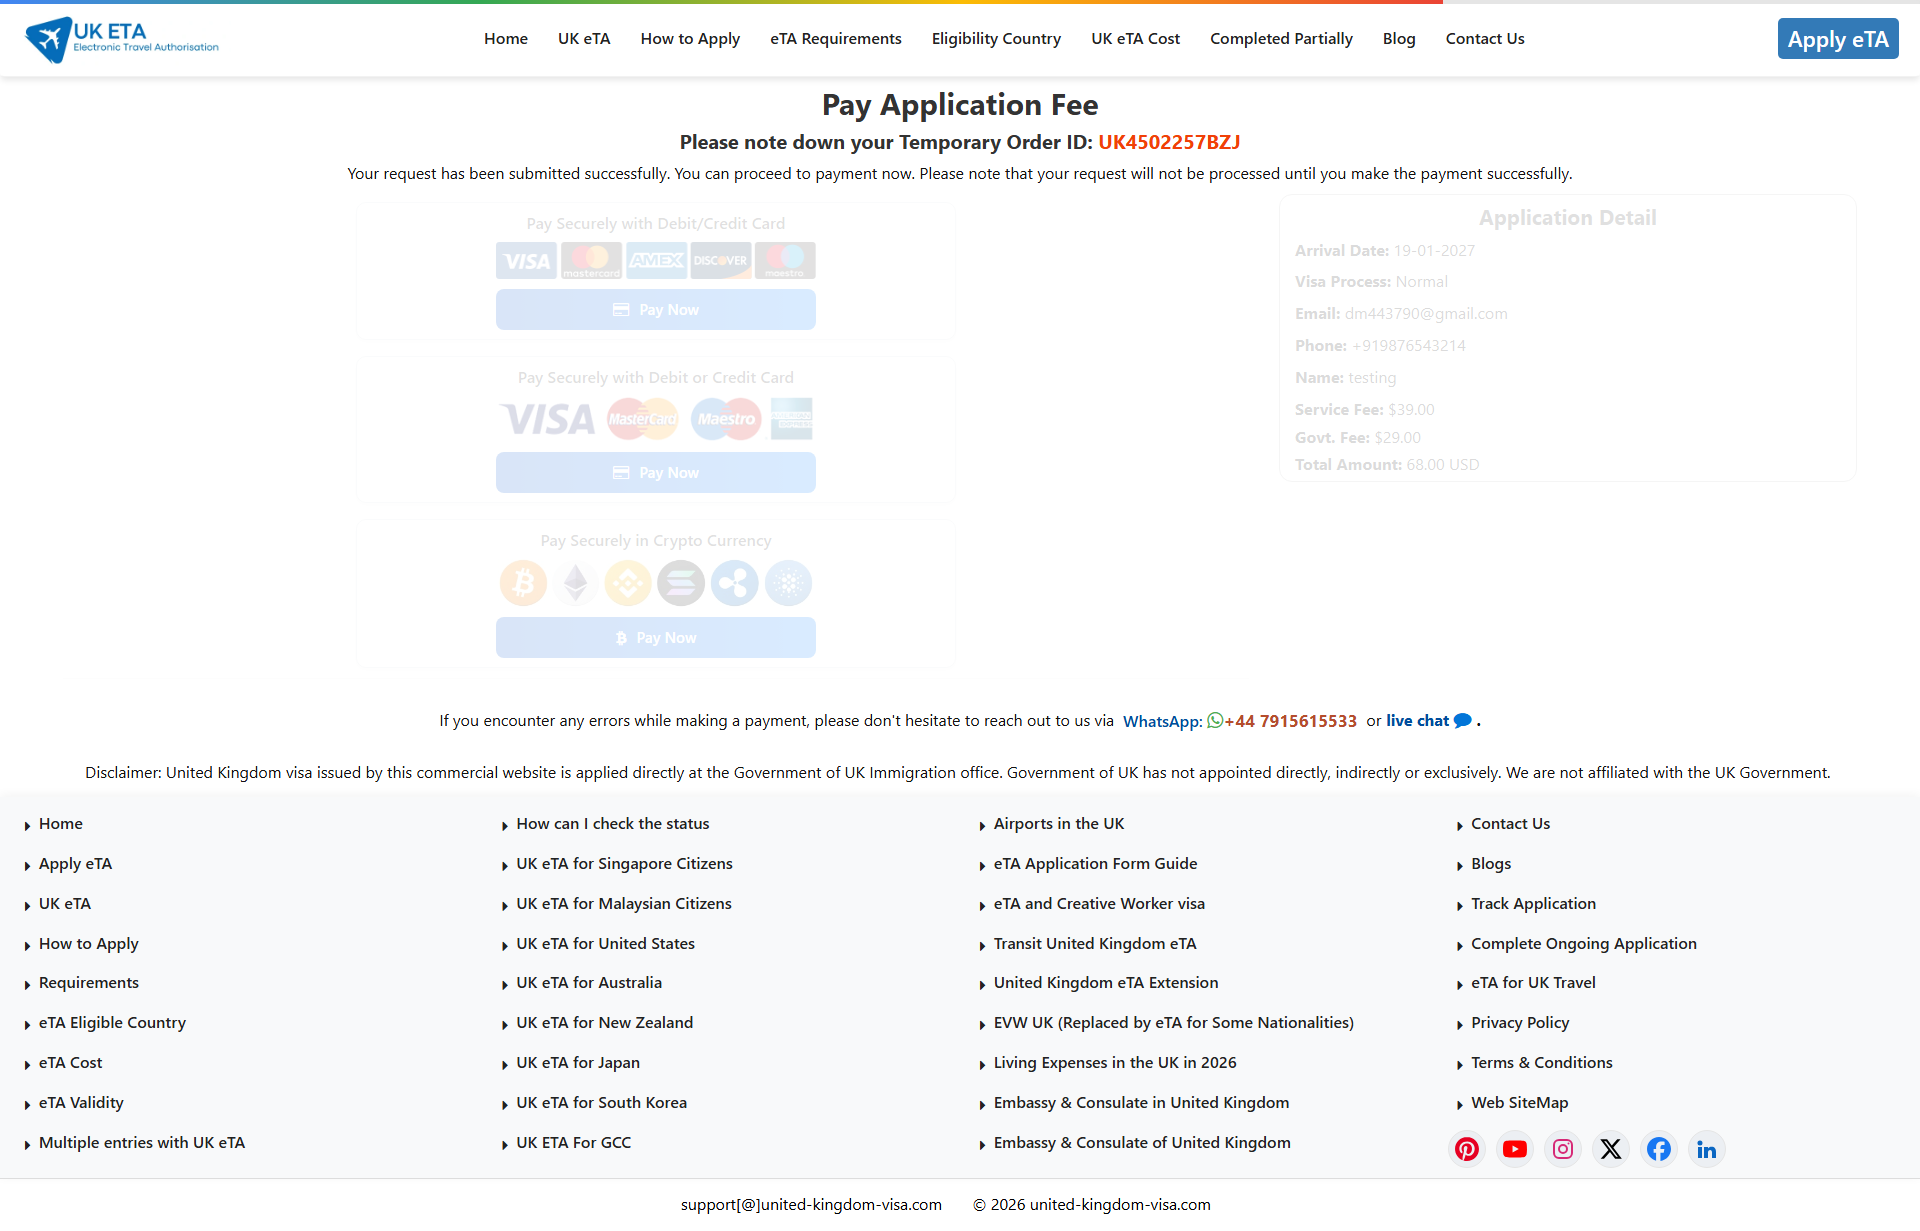 UK ETA
Electronic Travel Authorisation
Home
UK eTA
How to Apply
eTA Requirements
Eligibility Country
UK eTA Cost
Completed Partially
Blog
Contact Us
Apply eTA
Pay Application Fee
Please note down your Temporary Order ID: UK4502257BZJ
Your request has been submitted successfully. You can proceed to payment now. Please note that your request will not be processed until you make the payment successfully.
Pay Securely with Debit/Credit Card
VISA mastercard AMEX DISCOVER maestro
Pay Now
Pay Securely with Debit or Credit Card
VISA MasterCard Maestro AMERICAN EXPRESS
Pay Now
Pay Securely in Crypto Currency
Pay Now
Application Detail
Arrival Date: 19-01-2027
Visa Process: Normal
Email: dm443790@gmail.com
Phone: +919876543214
Name: testing
Service Fee: $39.00
Govt. Fee: $29.00
Total Amount: 68.00 USD
If you encounter any errors while making a payment, please don't hesitate to reach out to us via WhatsApp: +44 7915615533 or live chat .
Disclaimer: United Kingdom visa issued by this commercial website is applied directly at the Government of UK Immigration office. Government of UK has not appointed directly, indirectly or exclusively. We are not affiliated with the UK Government.
Home
Apply eTA
UK eTA
How to Apply
Requirements
eTA Eligible Country
eTA Cost
eTA Validity
Multiple entries with UK eTA
How can I check the status
UK eTA for Singapore Citizens
UK eTA for Malaysian Citizens
UK eTA for United States
UK eTA for Australia
UK eTA for New Zealand
UK eTA for Japan
UK eTA for South Korea
UK ETA For GCC
Airports in the UK
eTA Application Form Guide
eTA and Creative Worker visa
Transit United Kingdom eTA
United Kingdom eTA Extension
EVW UK (Replaced by eTA for Some Nationalities)
Living Expenses in the UK in 2026
Embassy & Consulate in United Kingdom
Embassy & Consulate of United Kingdom
Contact Us
Blogs
Track Application
Complete Ongoing Application
eTA for UK Travel
Privacy Policy
Terms & Conditions
Web SiteMap
support[@]united-kingdom-visa.com
© 2026 united-kingdom-visa.com